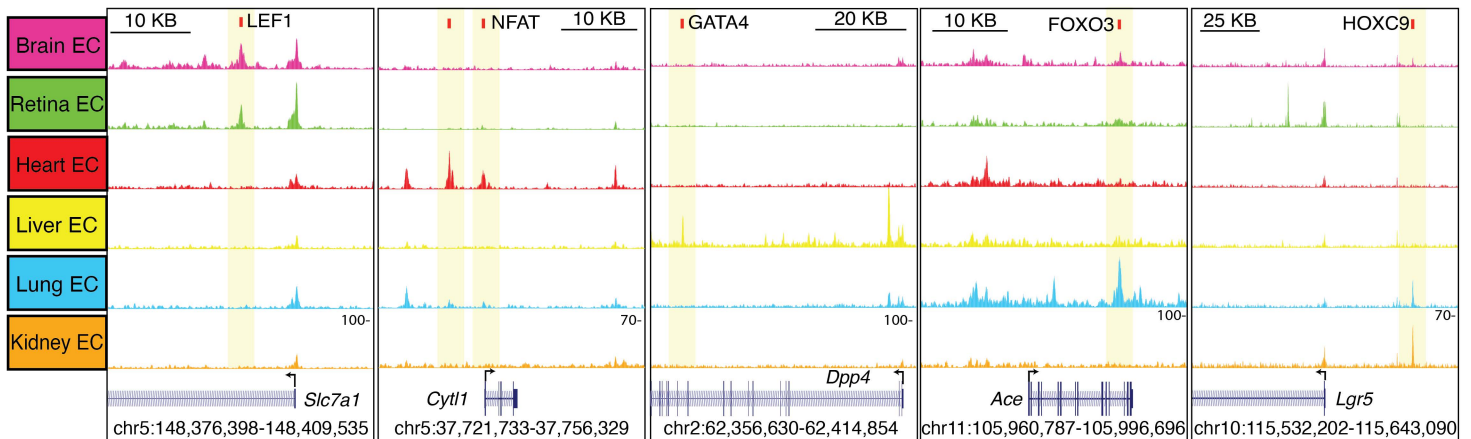 10 KB
LEF1
NFAT
10 KB
GATA4
20 KB
10 KB
FOXO3
25 KB
HOXC9
Brain EC
Retina EC
Heart EC
Liver EC
Lung EC
Kidney EC
100-
70-
100-
100-
70-
Slc7a1
Cytl1
Dpp4
Ace
Lgr5
chr5:148,376,398-148,409,535
chr5:37,721,733-37,756,329
chr2:62,356,630-62,414,854
chr11:105,960,787-105,996,696
chr10:115,532,202-115,643,090